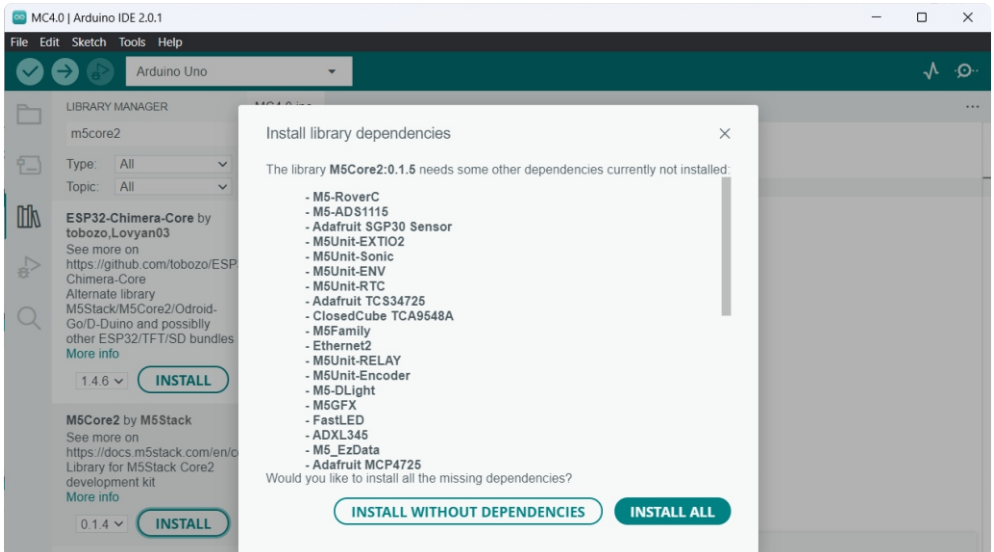 MC4.0 | Arduino IDE 2.0.1
File Edit Sketch Tools Help
Arduino Uno
LIBRARY MANAGER
m5core2
Type: All
Topic: All
ESP32-Chimera-Core by
tobozo,Lovyan03
See more on
https://github.com/tobozo/ESP
Chimera-Core
Alternate library
M5Stack/M5Core2/Odroid-
Go/D-Duino and possiblly
other ESP32/TFT/SD bundles
More info
1.4.6 INSTALL
M5Core2 by M5Stack
See more on
https://docs.m5stack.com/en/c
Library for M5Stack Core2
development kit
More info
0.1.4 INSTALL
Install library dependencies
The library M5Core2:0.1.5 needs some other dependencies currently not installed:
- M5-RoverC
- M5-ADS1115
- Adafruit SGP30 Sensor
- M5Unit-EXTIO2
- M5Unit-Sonic
- M5Unit-ENV
- M5Unit-RTC
- Adafruit TCS34725
- ClosedCube TCA9548A
- M5Family
- Ethernet2
- M5Unit-RELAY
- M5Unit-Encoder
- M5-DLight
- M5GFX
- FastLED
- ADXL345
- M5_EzData
- Adafruit MCP4725
Would you like to install all the missing dependencies?
INSTALL WITHOUT DEPENDENCIES INSTALL ALL